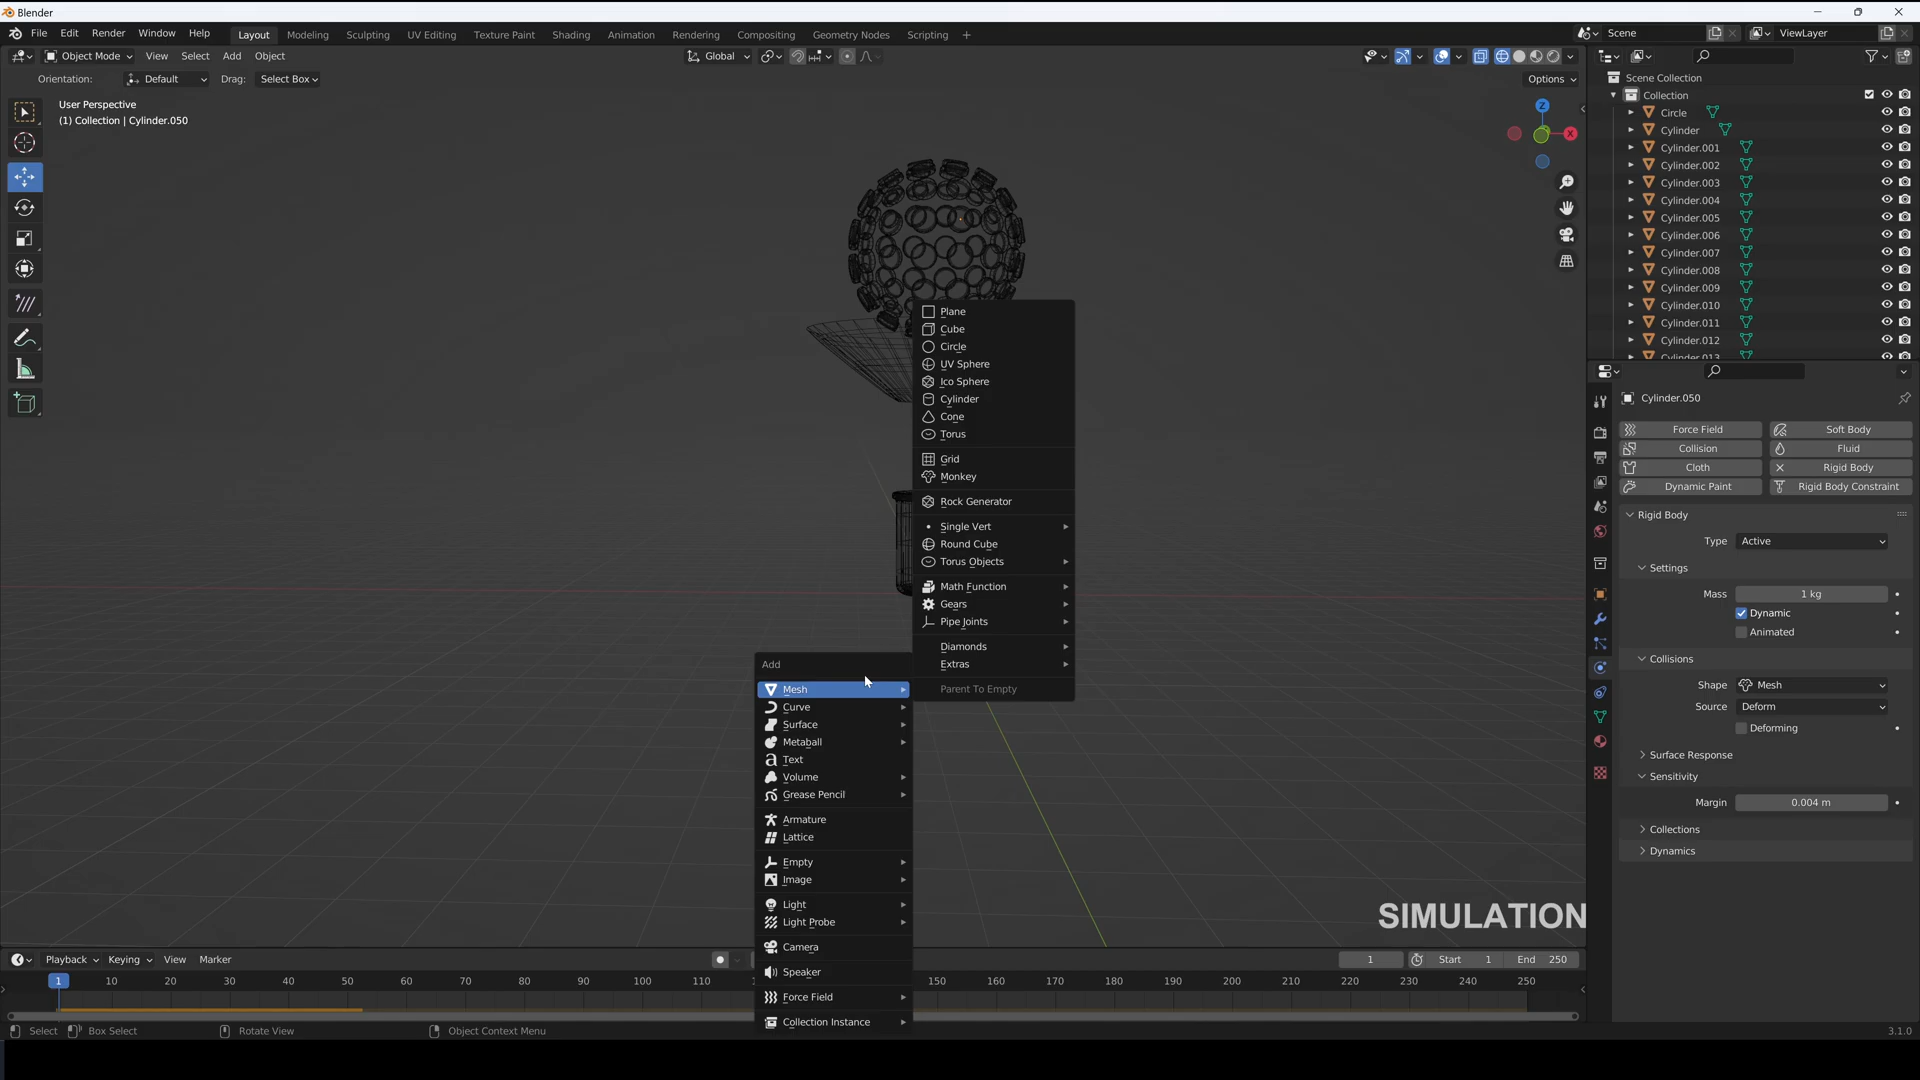 Blender
File Edit Render Window Help
Layout Modeling Sculpting UV Editing Texture Paint Shading Animation Rendering Compositing Geometry Nodes Scripting +
Scene
ViewLayer
Object Mode View Select Add Object
Global
Orientation: Default Drag: Select Box
Options
User Perspective
(1) Collection | Cylinder.050
Z
X
Scene Collection
Collection
Circle
Cylinder
Cylinder.001
Cylinder.002
Cylinder.003
Cylinder.004
Cylinder.005
Cylinder.006
Cylinder.007
Cylinder.008
Cylinder.009
Cylinder.010
Cylinder.011
Cylinder.012
Cylinder.013
Plane
Cube
Circle
UV Sphere
Ico Sphere
Cylinder
Cone
Torus
Grid
Monkey
Rock Generator
Single Vert
Round Cube
Torus Objects
Math Function
Gears
Pipe Joints
Diamonds
Extras
Parent To Empty
Add
Mesh
Curve
Surface
Metaball
Text
Volume
Grease Pencil
Armature
Lattice
Empty
Image
Light
Light Probe
Camera
Speaker
Force Field
Collection Instance
Cylinder.050
Force Field Soft Body
Collision Fluid
Cloth Rigid Body
Dynamic Paint Rigid Body Constraint
Rigid Body
Type Active
Settings
Mass 1 kg
Dynamic
Animated
Collisions
Shape Mesh
Source Deform
Deforming
Surface Response
Sensitivity
Margin 0.004 m
Collections
Dynamics
SIMULATION
Playback Keying View Marker
1 Start 1 End 250
1 10 20 30 40 50 60 70 80 90 100 110 150 160 170 180 190 200 210 220 230 240 250
Select Box Select Rotate View Object Context Menu
3.1.0